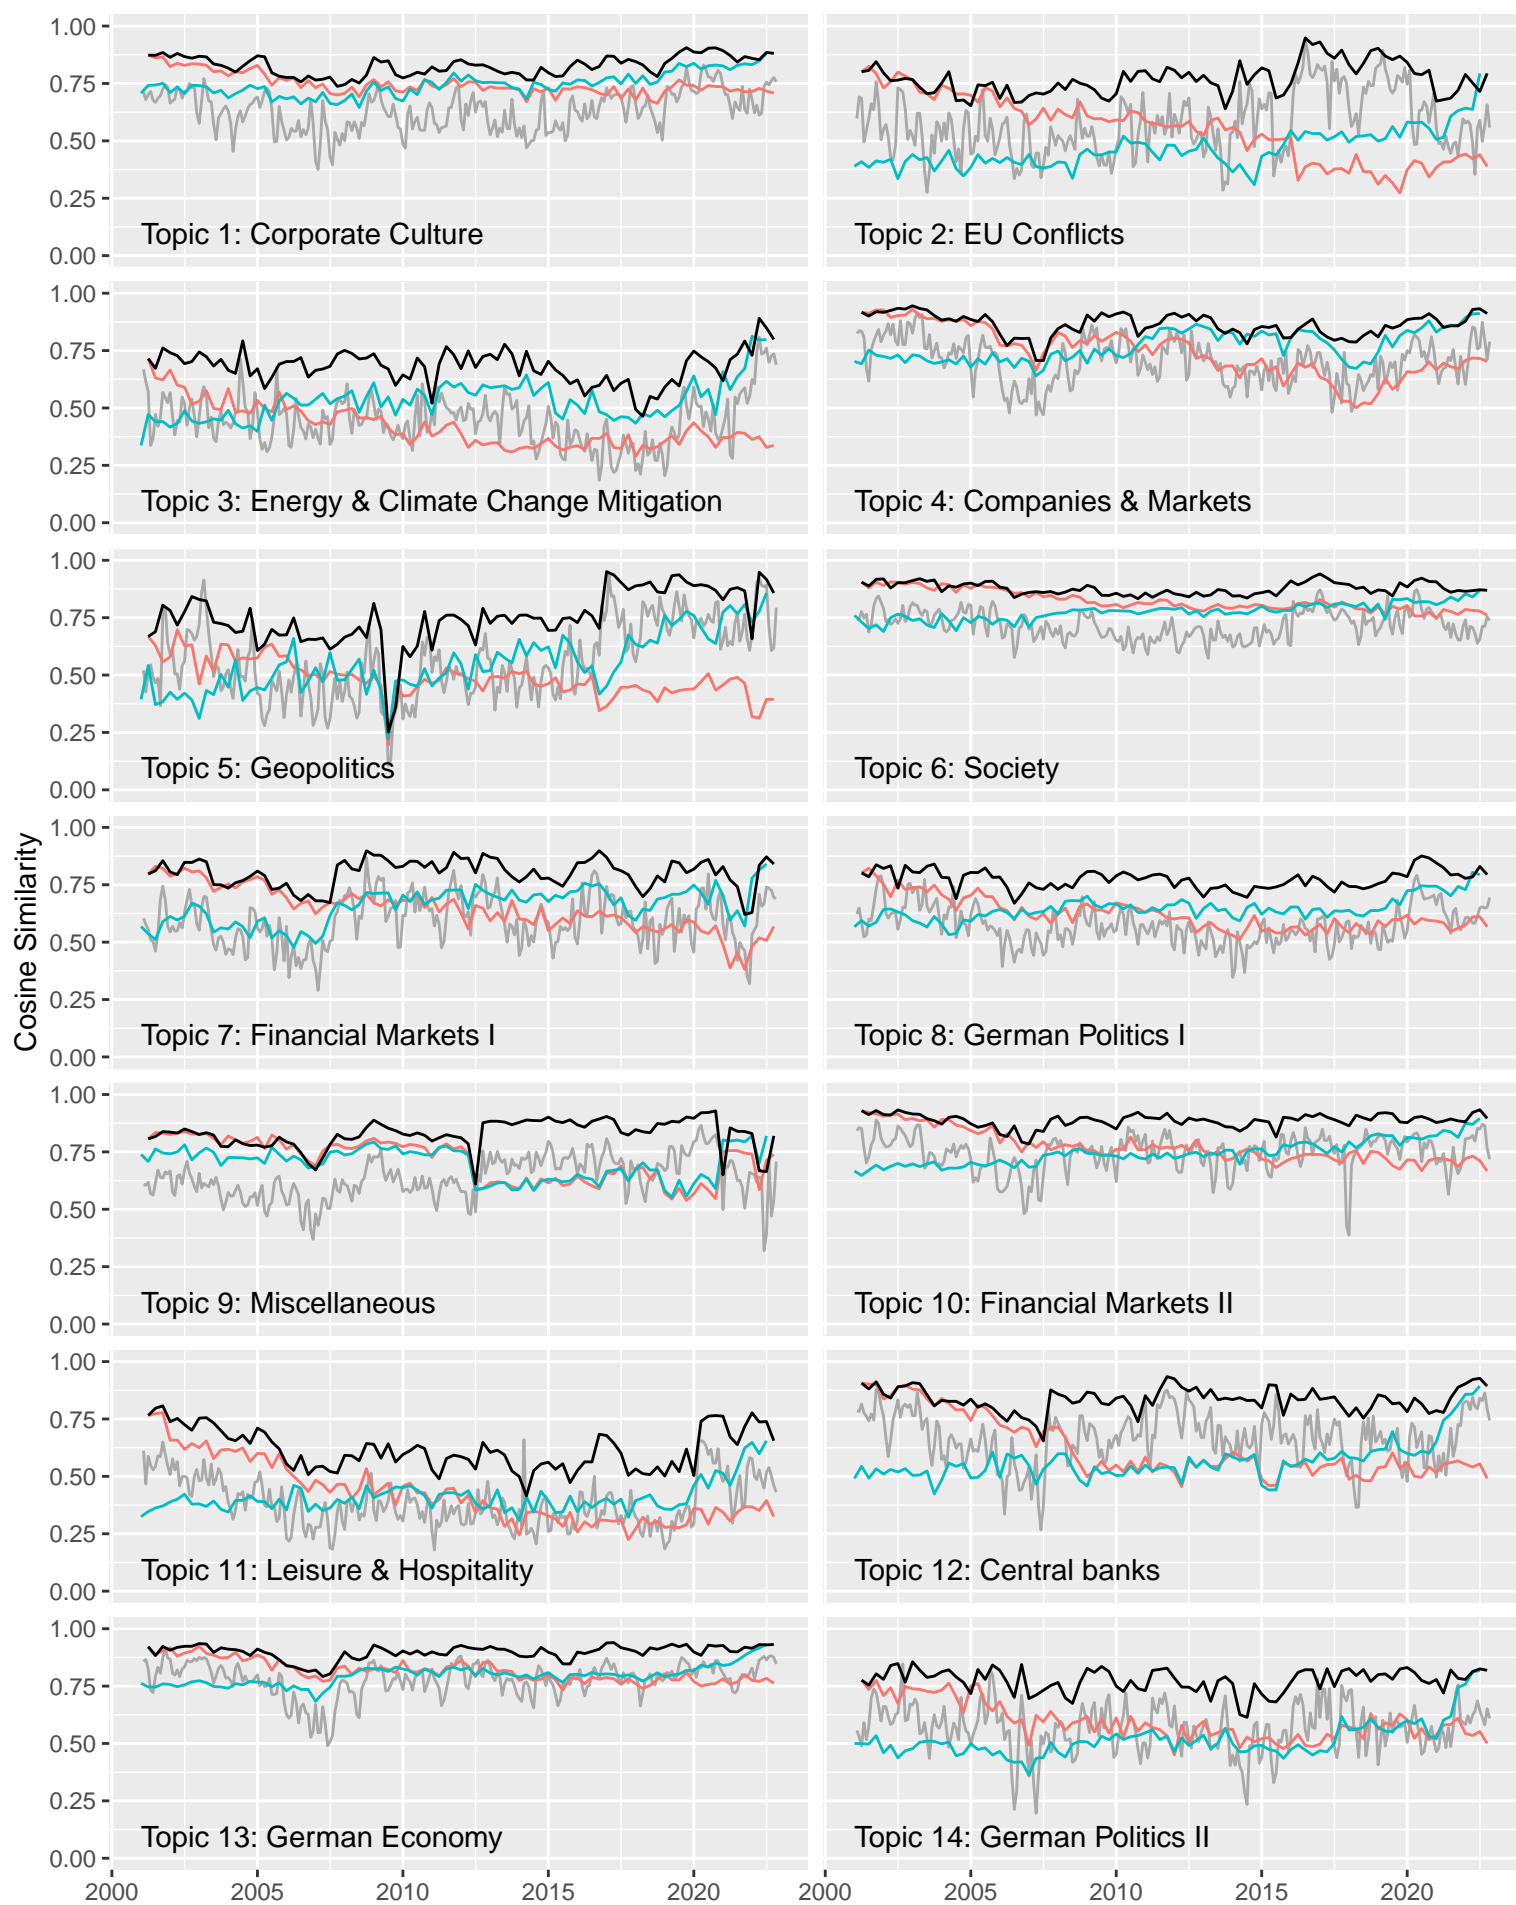 Cosine Similarity
1.00
0.75
0.50
0.25
0.00
Topic 1: Corporate Culture
Topic 2: EU Conflicts
1.00
0.75
0.50
0.25
0.00
Topic 3: Energy & Climate Change Mitigation
Topic 4: Companies & Markets
1.00
0.75
0.50
0.25
0.00
Topic 5: Geopolitics
Topic 6: Society
1.00
0.75
0.50
0.25
0.00
Topic 7: Financial Markets I
Topic 8: German Politics I
1.00
0.75
0.50
0.25
0.00
Topic 9: Miscellaneous
Topic 10: Financial Markets II
1.00
0.75
0.50
0.25
0.00
Topic 11: Leisure & Hospitality
Topic 12: Central banks
1.00
0.75
0.50
0.25
0.00
Topic 13: German Economy
Topic 14: German Politics II
2000 2005 2010 2015 2020
2000 2005 2010 2015 2020